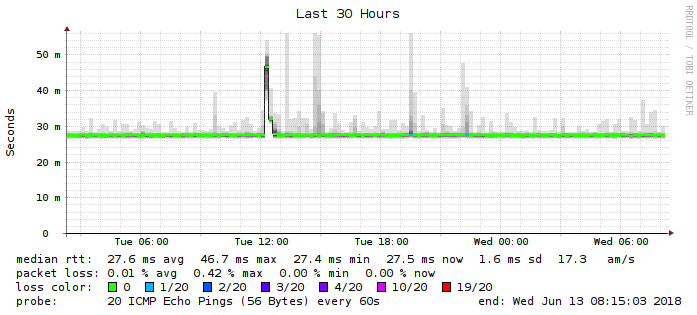 Last 30 Hours
RRDTOOL / TOBI OETIKER
Seconds
50 m
40 m
30 m
20 m
10 m
0
Tue 06:00 Tue 12:00 Tue 18:00 Wed 00:00 Wed 06:00
median rtt: 27.6 ms avg 46.7 ms max 27.4 ms min 27.5 ms now 1.6 ms sd 17.3 am/s
packet loss: 0.01 % avg 0.42 % max 0.00 % min 0.00 % now
loss color: 0 1/20 2/20 3/20 4/20 10/20 19/20
probe: 20 ICMP Echo Pings (56 Bytes) every 60s end: Wed Jun 13 08:15:03 2018